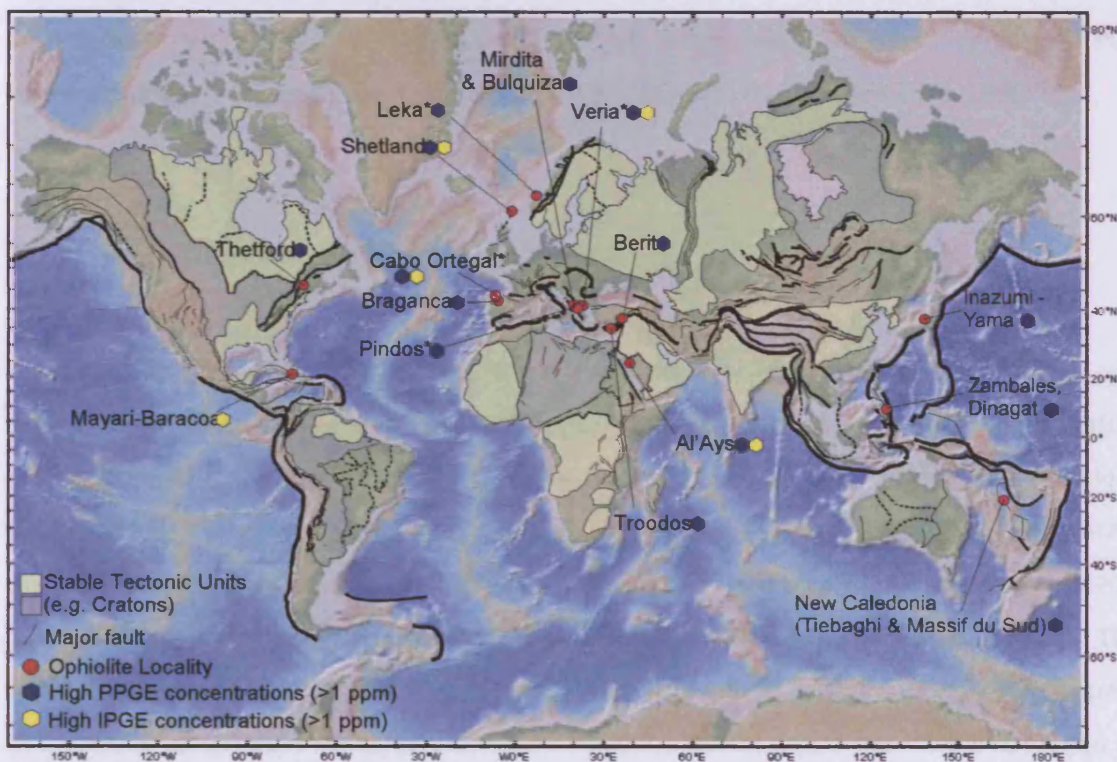 80°N
Mirdita
& Bulquiza
Leka*
Veria*
Shetland
60°N
Thetford
Berit
Cabo Ortegal*
Braganca
Inazumi -
Yama
40°N
Pindos*
20°N
Zambales,
Dinagat
Mayari-Baracoa
0°
Al'Ays
20°S
Troodos
40°S
Stable Tectonic Units
(e.g. Cratons)
New Caledonia
(Tiebaghi & Massif du Sud)
Major fault
60°S
Ophiolite Locality
High PPGE concentrations (>1 ppm)
High IPGE concentrations (>1 ppm)
150°W 120°W 90°W 60°W 30°W 0°E 30°E 60°E 90°E 120°E 150°E 180°E